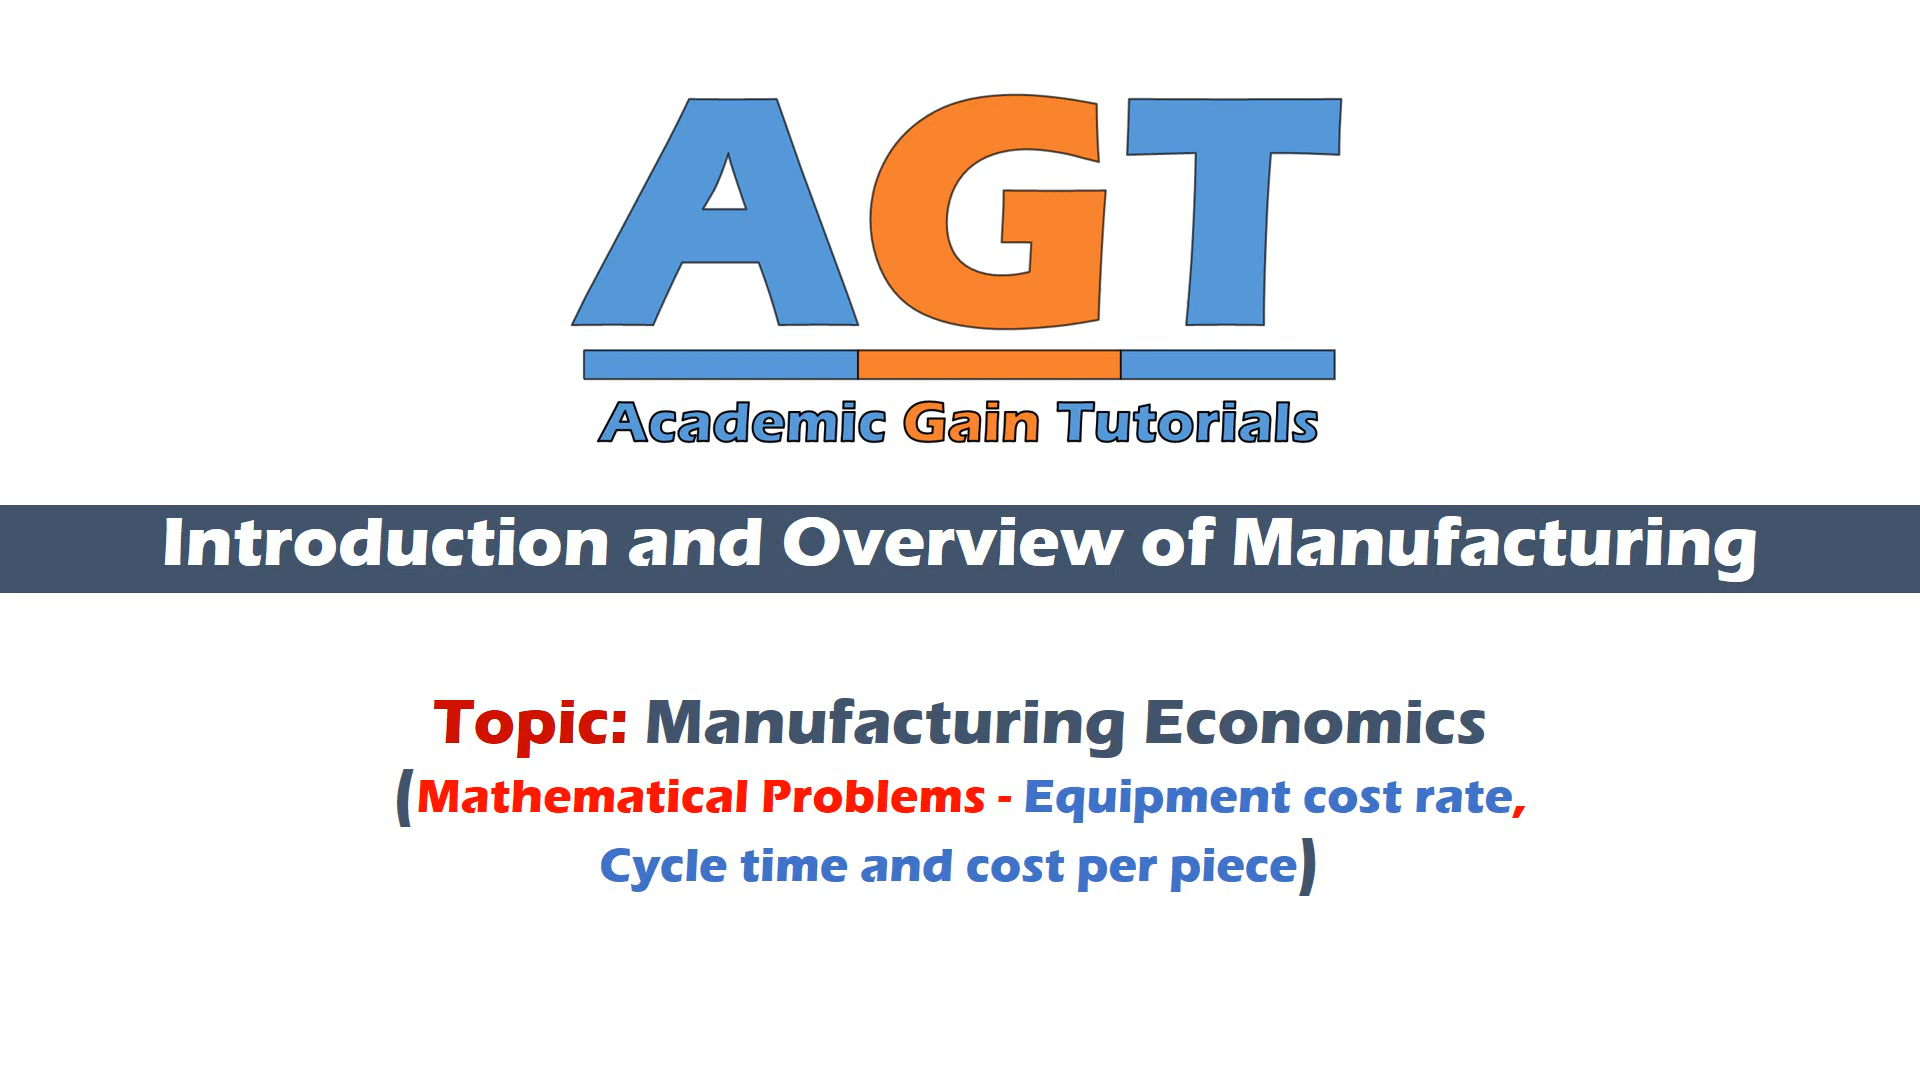 AGT
Academic Gain Tutorials
Introduction and Overview of Manufacturing
Topic: Manufacturing Economics
(Mathematical Problems - Equipment cost rate,
Cycle time and cost per piece)